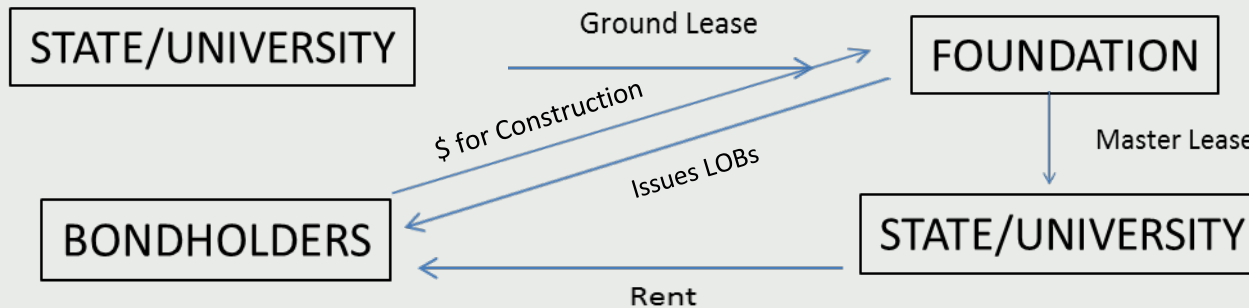 STATE/UNIVERSITY
Ground Lease
FOUNDATION
$ for Construction
Issues LOBs
Master Lease
BONDHOLDERS
STATE/UNIVERSITY
Rent